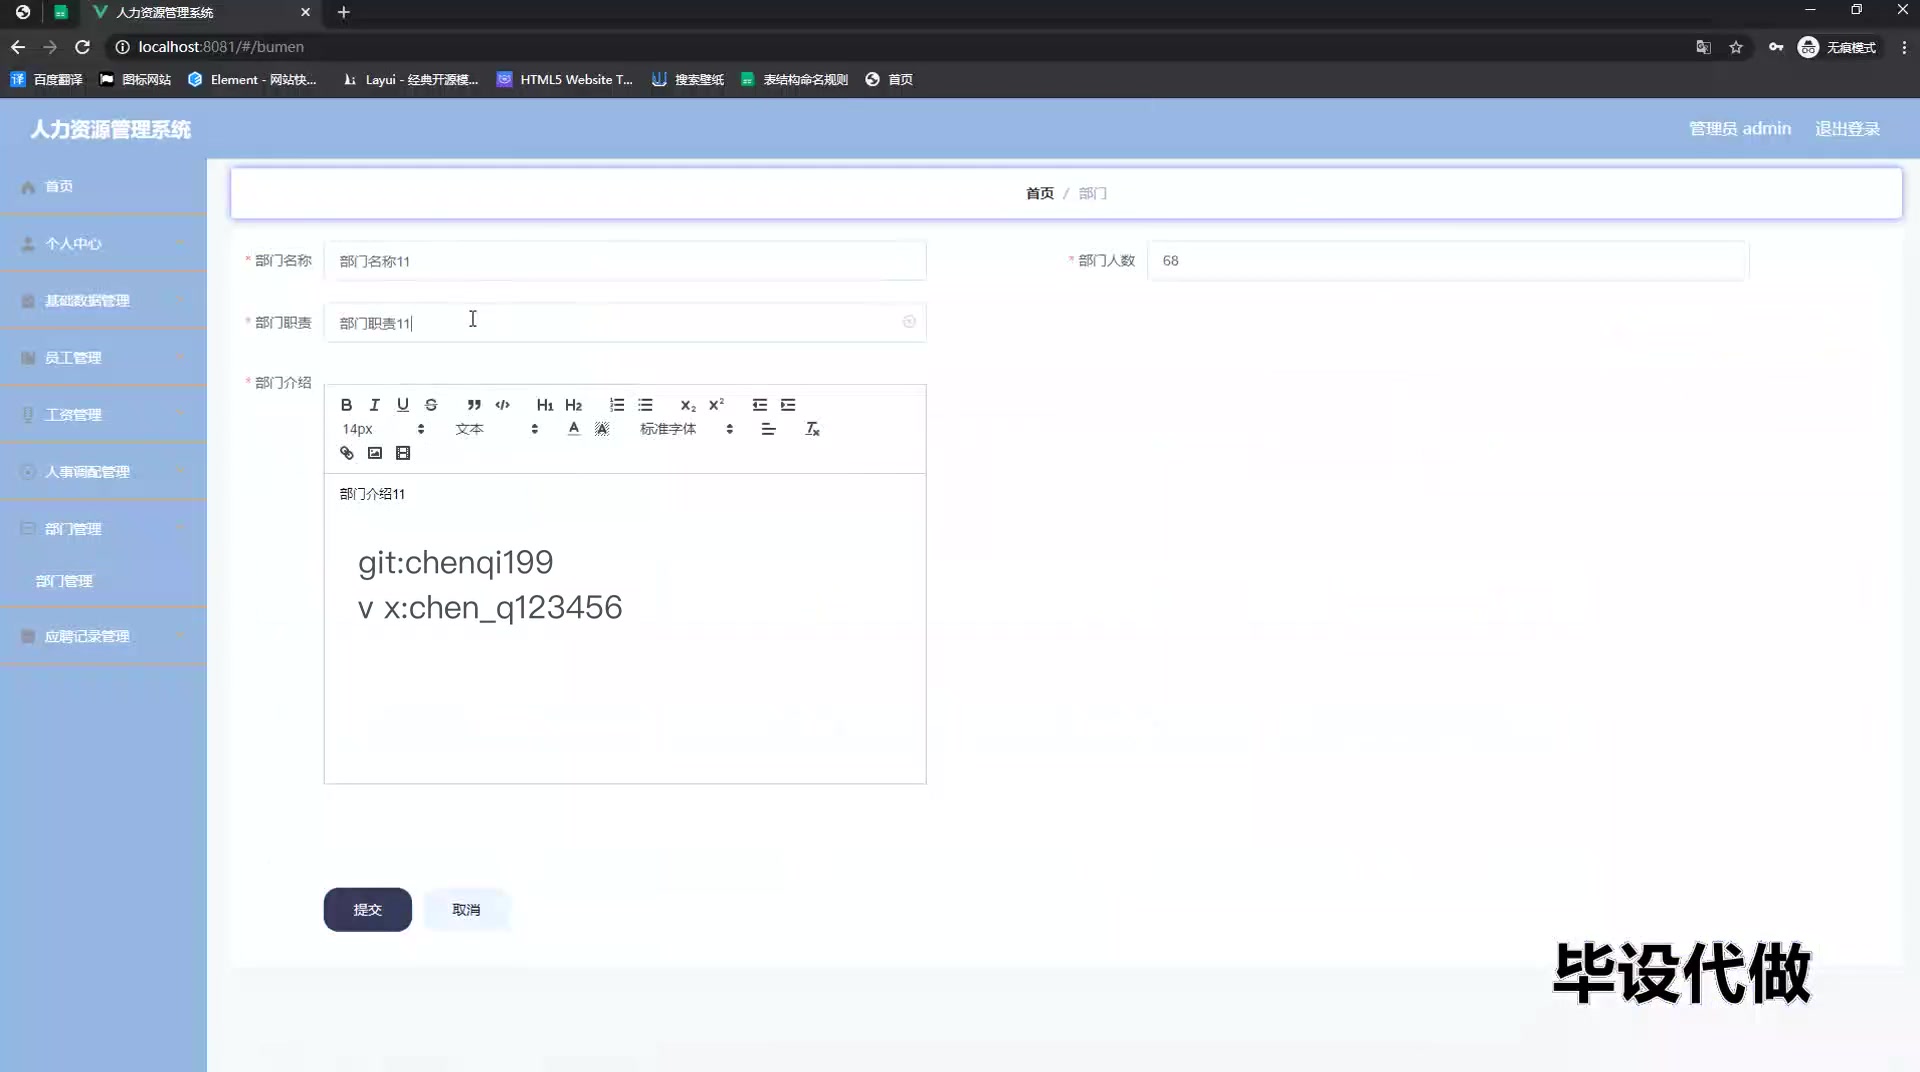 人力资源管理系统
localhost:8081/#/bumen
无痕模式
百度翻译
图标网站
Element - 网站快...
Layui - 经典开源模...
HTML5 Website T...
搜索壁纸
表结构命名规则
首页
人力资源管理系统
管理员 admin
退出登录
首页
个人中心
基础数据管理
员工管理
工资管理
人事调配管理
部门管理
部门管理
应聘记录管理
首页 / 部门
* 部门名称
部门名称11
* 部门人数
68
* 部门职责
部门职责11
* 部门介绍
B I U S ” </> H1 H2 x₂ x²
14px
文本
A A
标准字体
Tx
部门介绍11
git:chenqi199
v x:chen_q123456
提交
取消
毕设代做